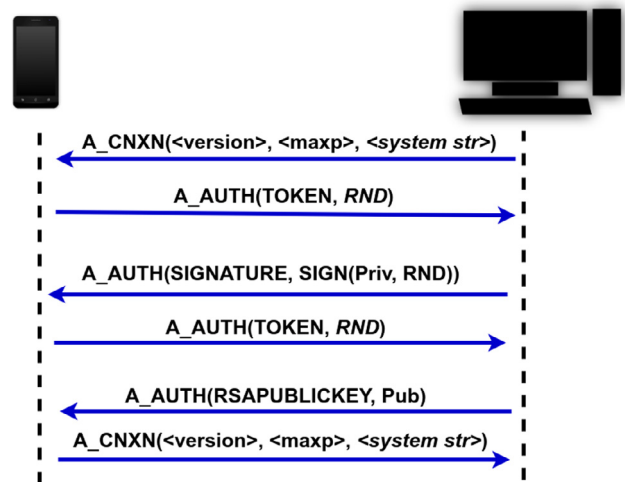 A_CNXN(<version>, <maxp>, <system str>)
A_AUTH(TOKEN, RND)
A_AUTH(SIGNATURE, SIGN(Priv, RND))
A_AUTH(TOKEN, RND)
A_AUTH(RSAPUBLICKEY, Pub)
A_CNXN(<version>, <maxp>, <system str>)